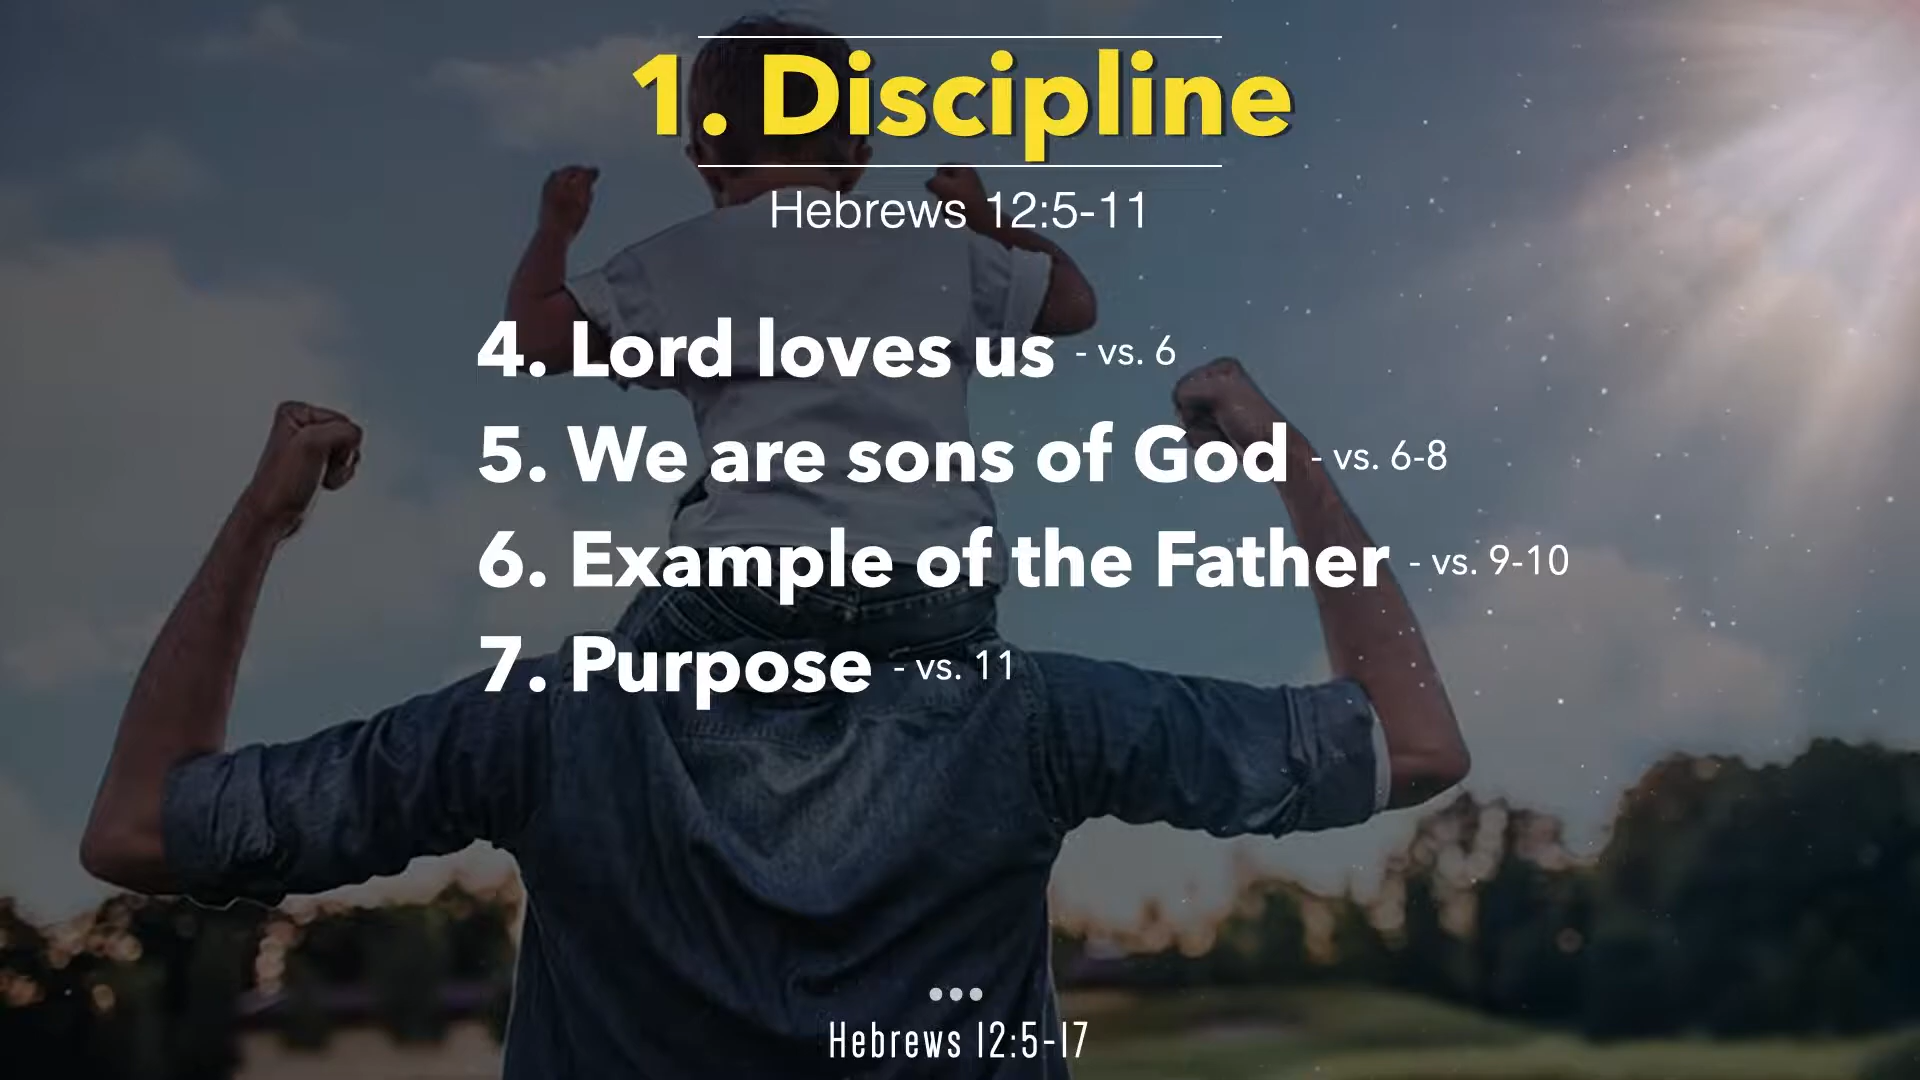 1. Discipline
Hebrews 12:5-11
4. Lord loves us - vs. 6
5. We are sons of God - vs. 6-8
6. Example of the Father - vs. 9-10
7. Purpose - vs. 11
Hebrews 12:5-17